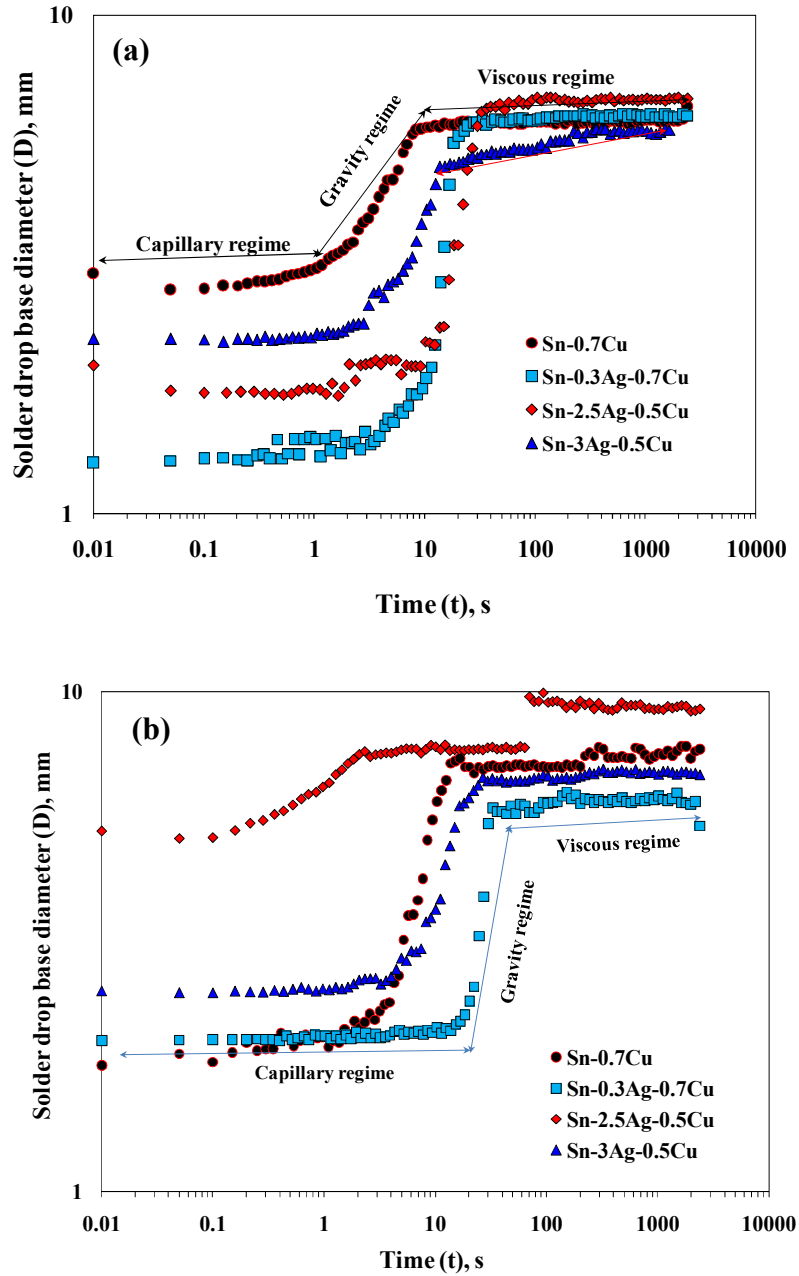 10
(a)
Viscous regime
Gravity regime
Capillary regime
Solder drop base diameter (D), mm
Sn-0.7Cu
Sn-0.3Ag-0.7Cu
Sn-2.5Ag-0.5Cu
Sn-3Ag-0.5Cu
1
0.01 0.1 1 10 100 1000 10000
Time (t), s
10
(b)
Viscous regime
Gravity regime
Capillary regime
Solder drop base diameter (D), mm
Sn-0.7Cu
Sn-0.3Ag-0.7Cu
Sn-2.5Ag-0.5Cu
Sn-3Ag-0.5Cu
1
0.01 0.1 1 10 100 1000 10000
Time (t), s